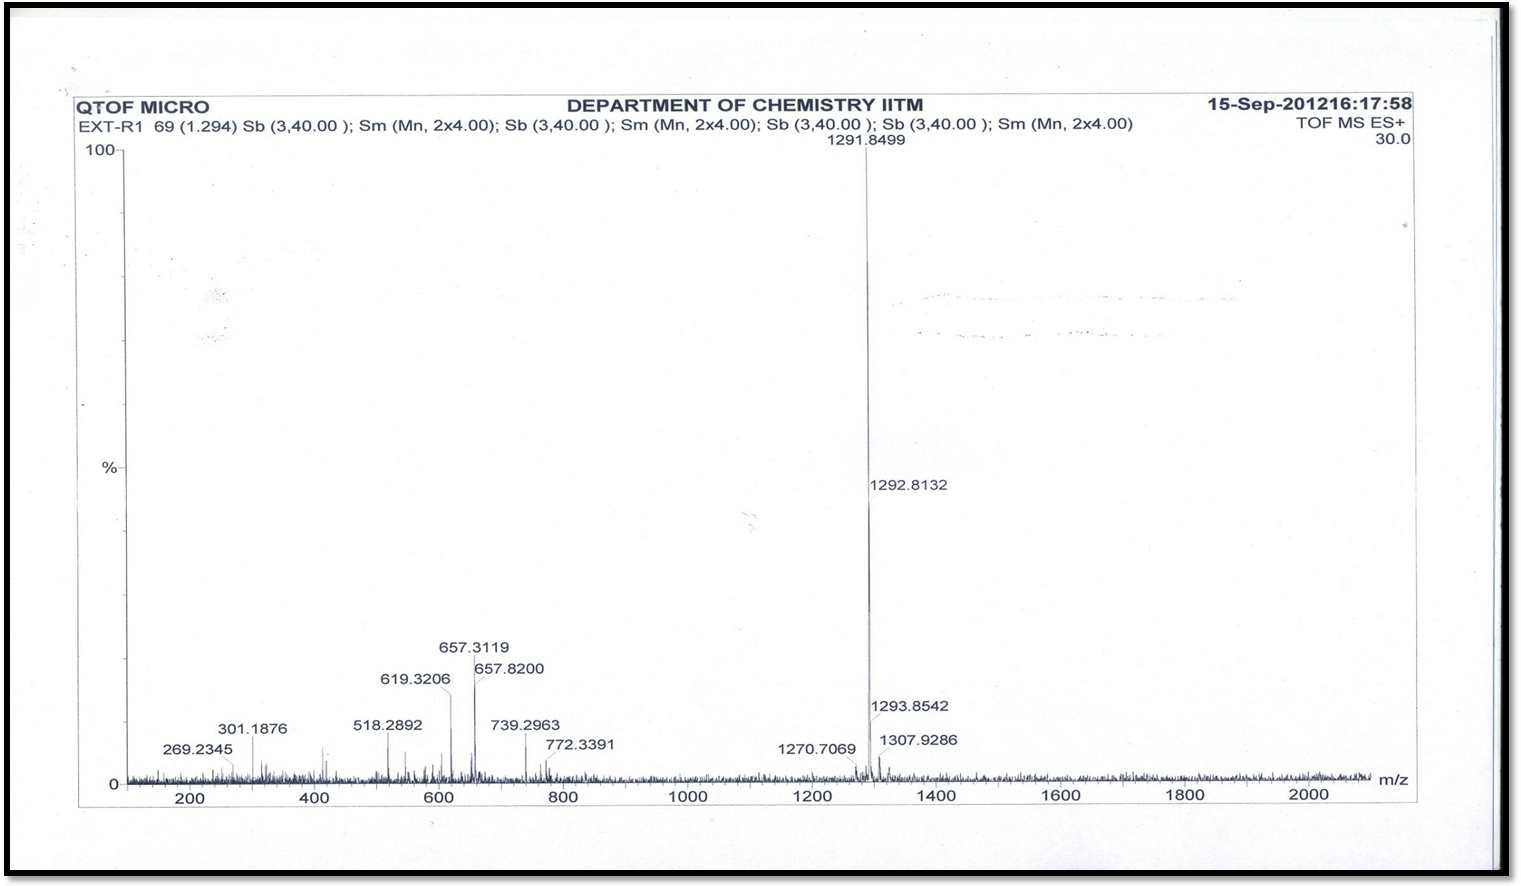 QTOF MICRO DEPARTMENT OF CHEMISTRY IITM 15-Sep-201216:17:58
EXT-R1 69 (1.294) Sb (3,40.00 ); Sm (Mn, 2x4.00); Sb (3,40.00 ); Sm (Mn, 2x4.00); Sb (3,40.00 ); Sb (3,40.00 ); Sm (Mn, 2x4.00) TOF MS ES+
1291.8499 30.0
100
%
1292.8132
657.3119
657.8200
619.3206
1293.8542
301.1876 518.2892 739.2963
1307.9286
269.2345 772.3391 1270.7069
0
200 400 600 800 1000 1200 1400 1600 1800 2000 m/z